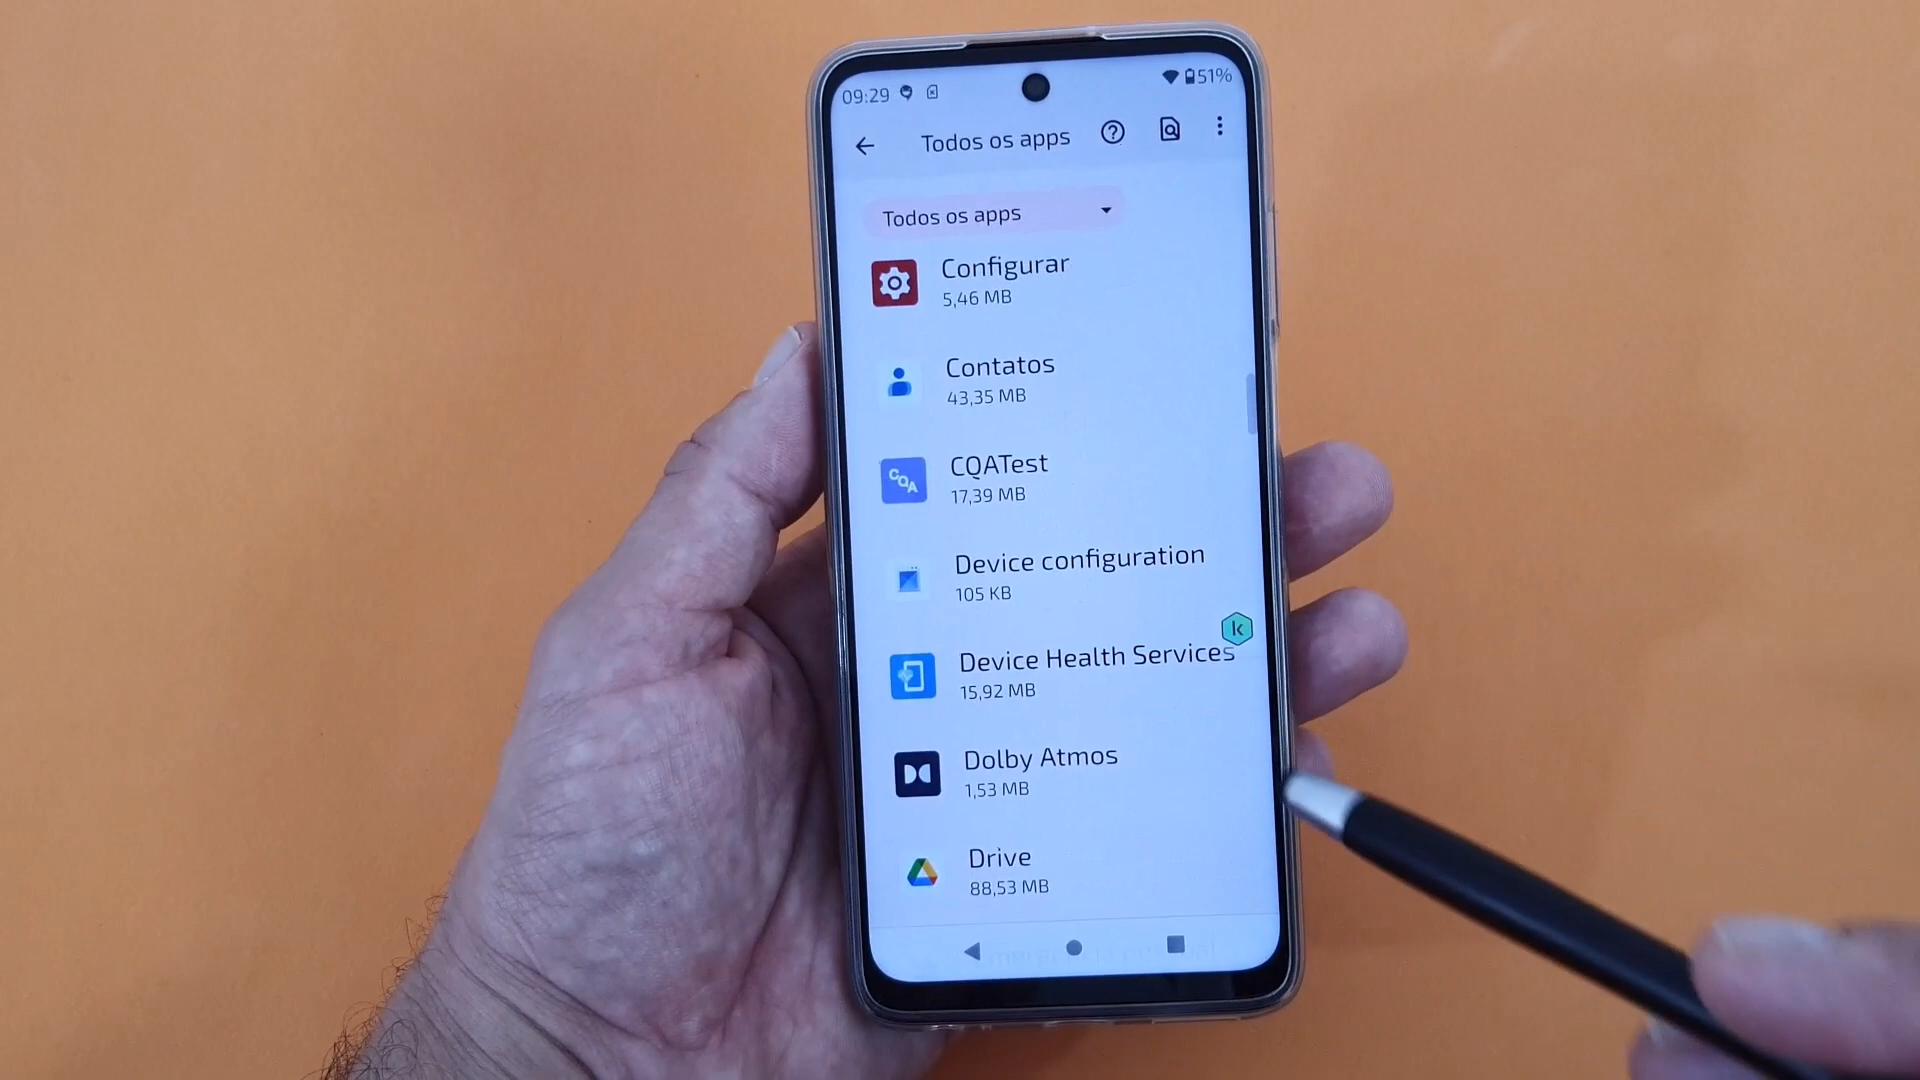 09:29 51%
Todos os apps
Todos os apps
Configurar
5,46 MB
Contatos
43,35 MB
CQA
CQATest
17,39 MB
Device configuration
105 KB
k
Device Health Services
15,92 MB
Dolby Atmos
1,53 MB
Drive
88,53 MB